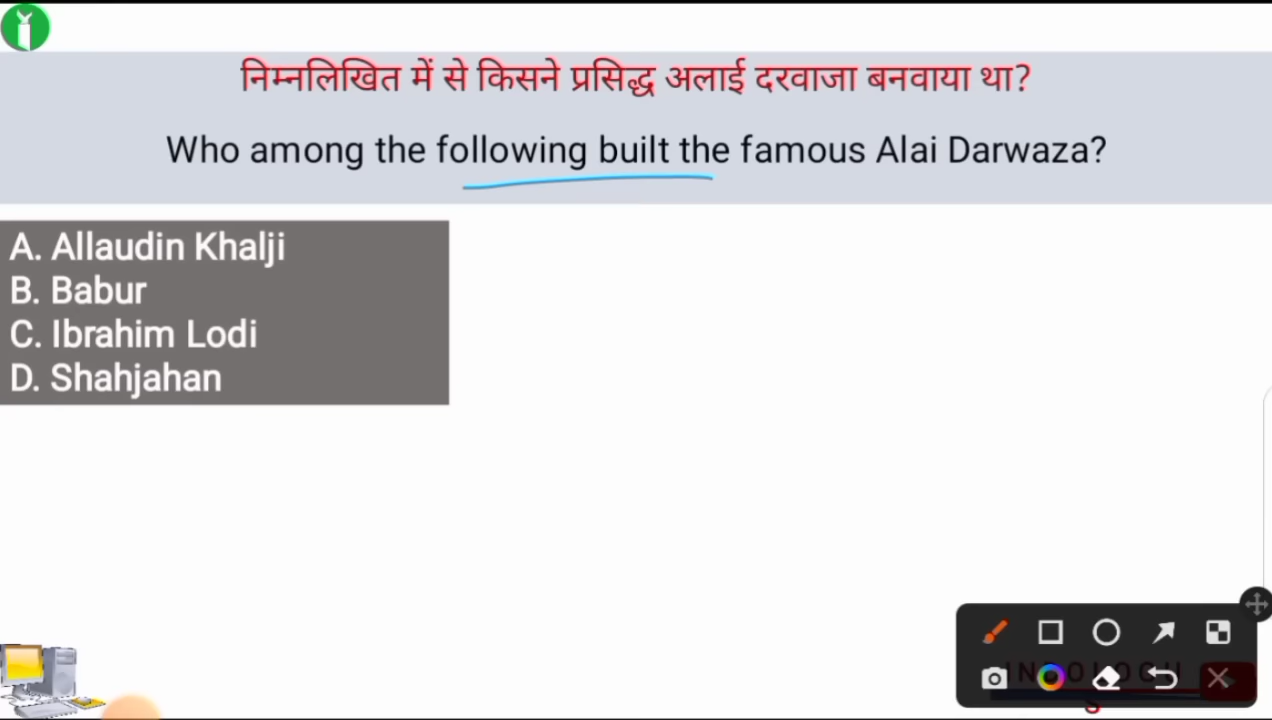 निम्नलिखित में से किसने प्रसिद्ध अलाई दरवाजा बनवाया था?
Who among the following built the famous Alai Darwaza?
A. Allaudin Khalji
B. Babur
C. Ibrahim Lodi
D. Shahjahan